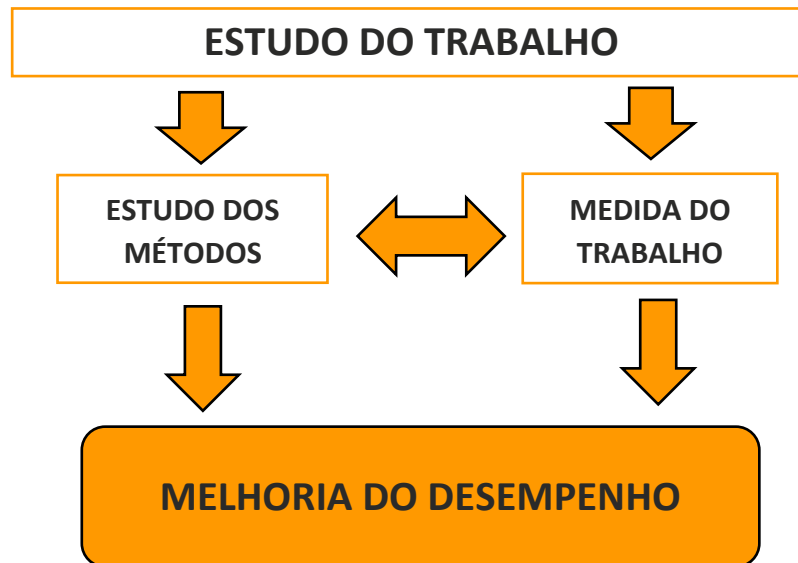 ESTUDO DO TRABALHO
ESTUDO DOS
MÉTODOS
MEDIDA DO
TRABALHO
MELHORIA DO DESEMPENHO